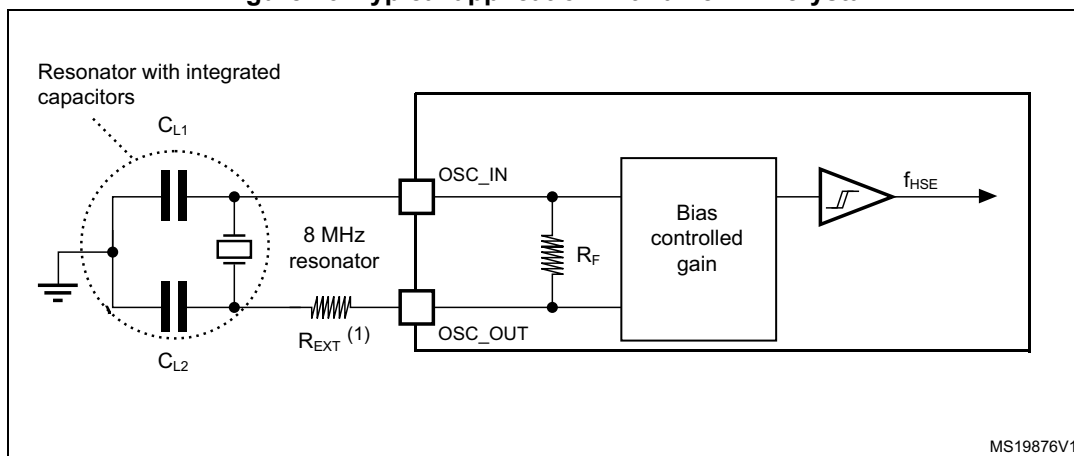 Resonator with integrated
capacitors
CL1
OSC_IN
fHSE
8 MHz
resonator
RF
Bias
controlled
gain
REXT (1)
OSC_OUT
CL2
MS19876V1